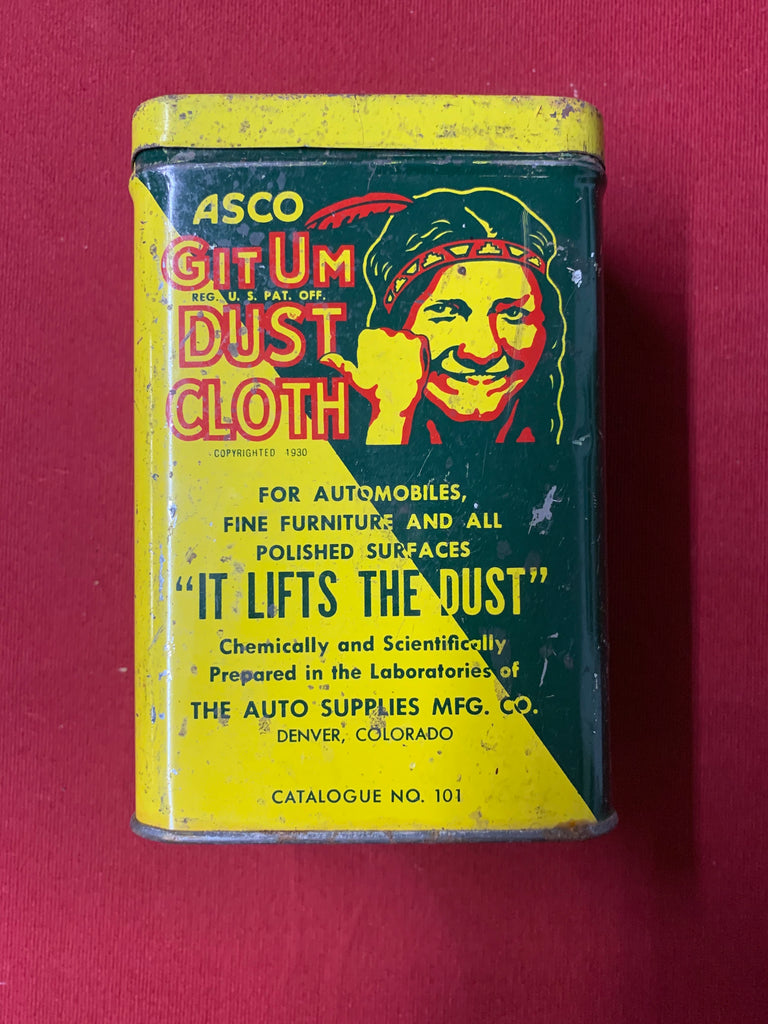 ASCO
GIT UM
REG. U. S. PAT. OFF.
DUST
CLOTH
COPYRIGHTED 1930
FOR AUTOMOBILES,
FINE FURNITURE AND ALL
POLISHED SURFACES
"IT LIFTS THE DUST"
Chemically and Scientifically
Prepared in the Laboratories of
THE AUTO SUPPLIES MFG. CO.
DENVER, COLORADO
CATALOGUE NO. 101